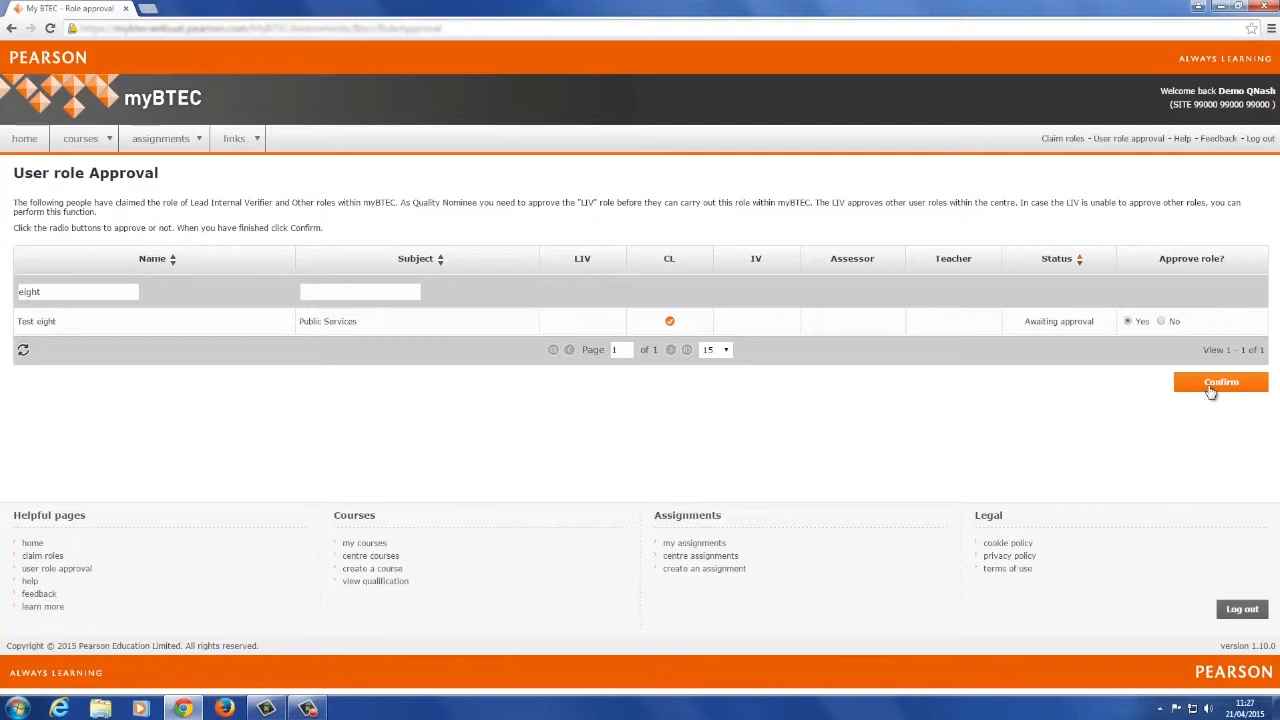 My BTEC - Role approval
PEARSON
ALWAYS LEARNING
myBTEC
Welcome back Demo QNash
(SITE 99000 99000 99000 )
home courses assignments links
Claim roles - User role approval - Help - Feedback - Log out
User role Approval
The following people have claimed the role of Lead Internal Verifier and Other roles within myBTEC. As Quality Nominee you need to approve the "LIV" role before they can carry out this role within myBTEC. The LIV approves other user roles within the centre. In case the LIV is unable to approve other roles, you can
perform this function.
Click the radio buttons to approve or not. When you have finished click Confirm.
Name Subject LIV CL IV Assessor Teacher Status Approve role?
eight
Test eight Public Services Awaiting approval Yes No
Page 1 of 1 15 View 1 - 1 of 1
Confirm
Helpful pages
home
claim roles
user role approval
help
feedback
learn more
Courses
my courses
centre courses
create a course
view qualification
Assignments
my assignments
centre assignments
create an assignment
Legal
cookie policy
privacy policy
terms of use
Log out
Copyright © 2015 Pearson Education Limited. All rights reserved.
version 1.10.0
ALWAYS LEARNING
PEARSON
11:27
21/04/2015